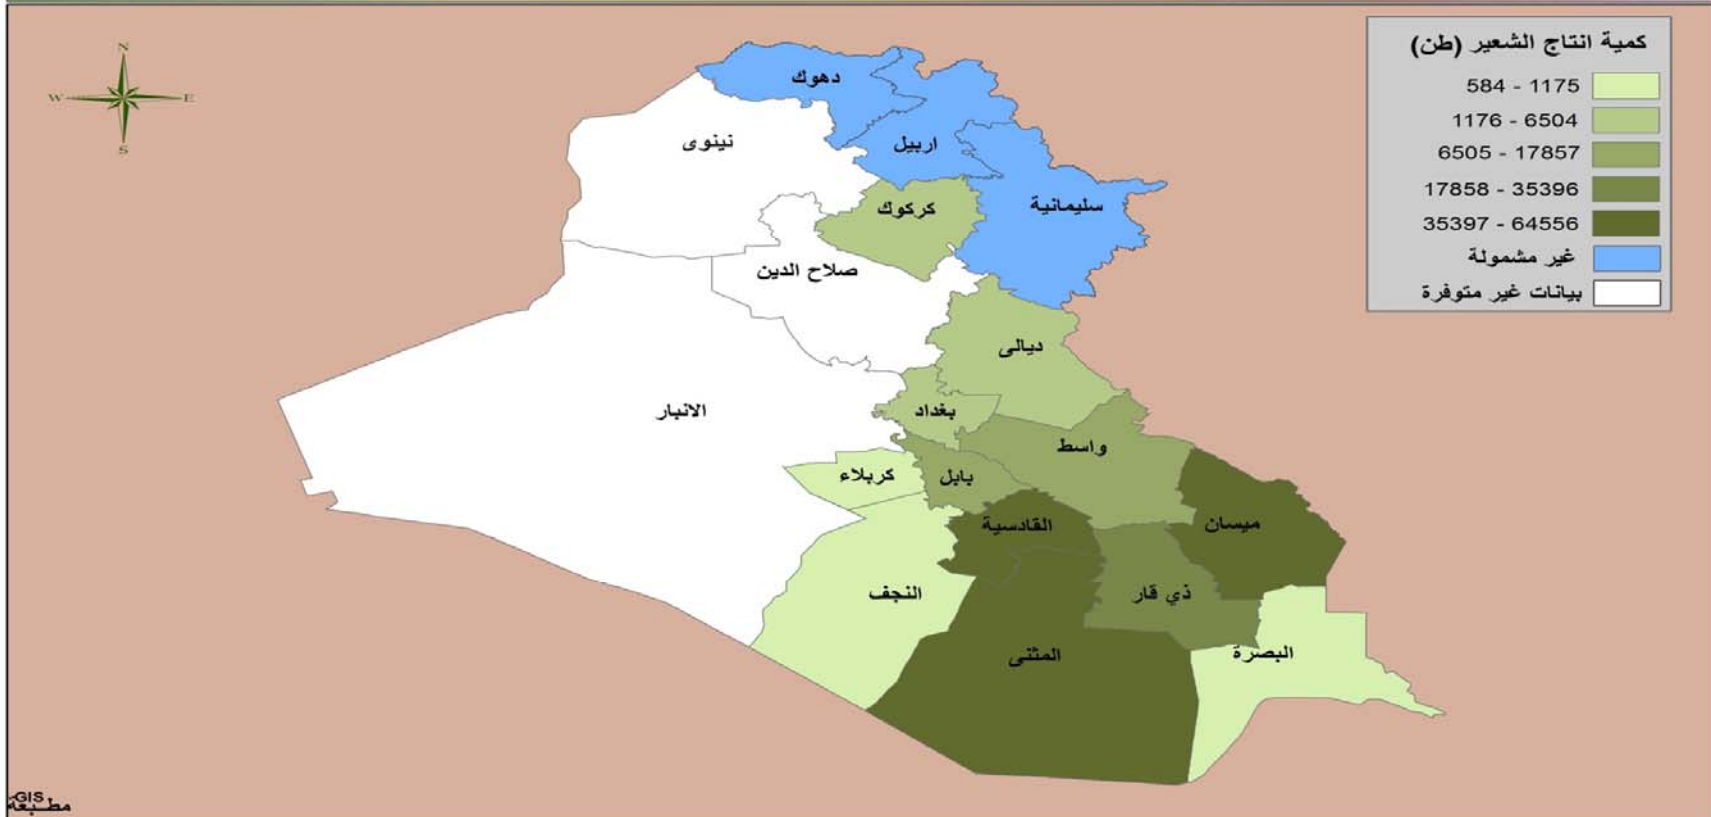 كمية انتاج الشعير (طن)
584 - 1175
1176 - 6504
6505 - 17857
17858 - 35396
35397 - 64556
غير مشمولة
بيانات غير متوفرة
N
W
E
S
دهوك
نينوى
اربيل
كركوك
سليمانية
صلاح الدين
ديالى
الانبار
بغداد
واسط
كربلاء
بابل
القادسية
ميسان
النجف
ذي قار
المثنى
البصرة
GIS
مطبعة